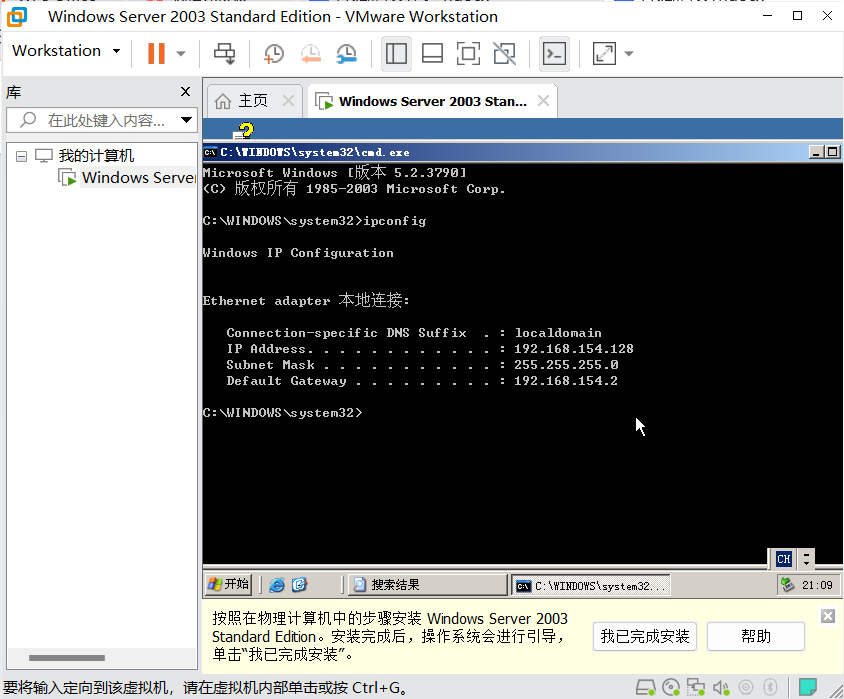 Windows Server 2003 Standard Edition - VMware Workstation
Workstation
库
主页
Windows Server 2003 Stan...
在此处键入内容...
我的计算机
Windows Server
C:\WINDOWS\system32\cmd.exe
Microsoft Windows [版本 5.2.3790]
(C) 版权所有 1985-2003 Microsoft Corp.
C:\WINDOWS\system32>ipconfig
Windows IP Configuration
Ethernet adapter 本地连接:
Connection-specific DNS Suffix . : localdomain
IP Address. . . . . . . . . . . . : 192.168.154.128
Subnet Mask . . . . . . . . . . . : 255.255.255.0
Default Gateway . . . . . . . . . : 192.168.154.2
C:\WINDOWS\system32>
CH
开始
搜索结果
C:\WINDOWS\system32...
21:09
按照在物理计算机中的步骤安装 Windows Server 2003
Standard Edition。安装完成后，操作系统会进行引导，
单击“我已完成安装”。
我已完成安装
帮助
要将输入定向到该虚拟机，请在虚拟机内部单击或按 Ctrl+G。